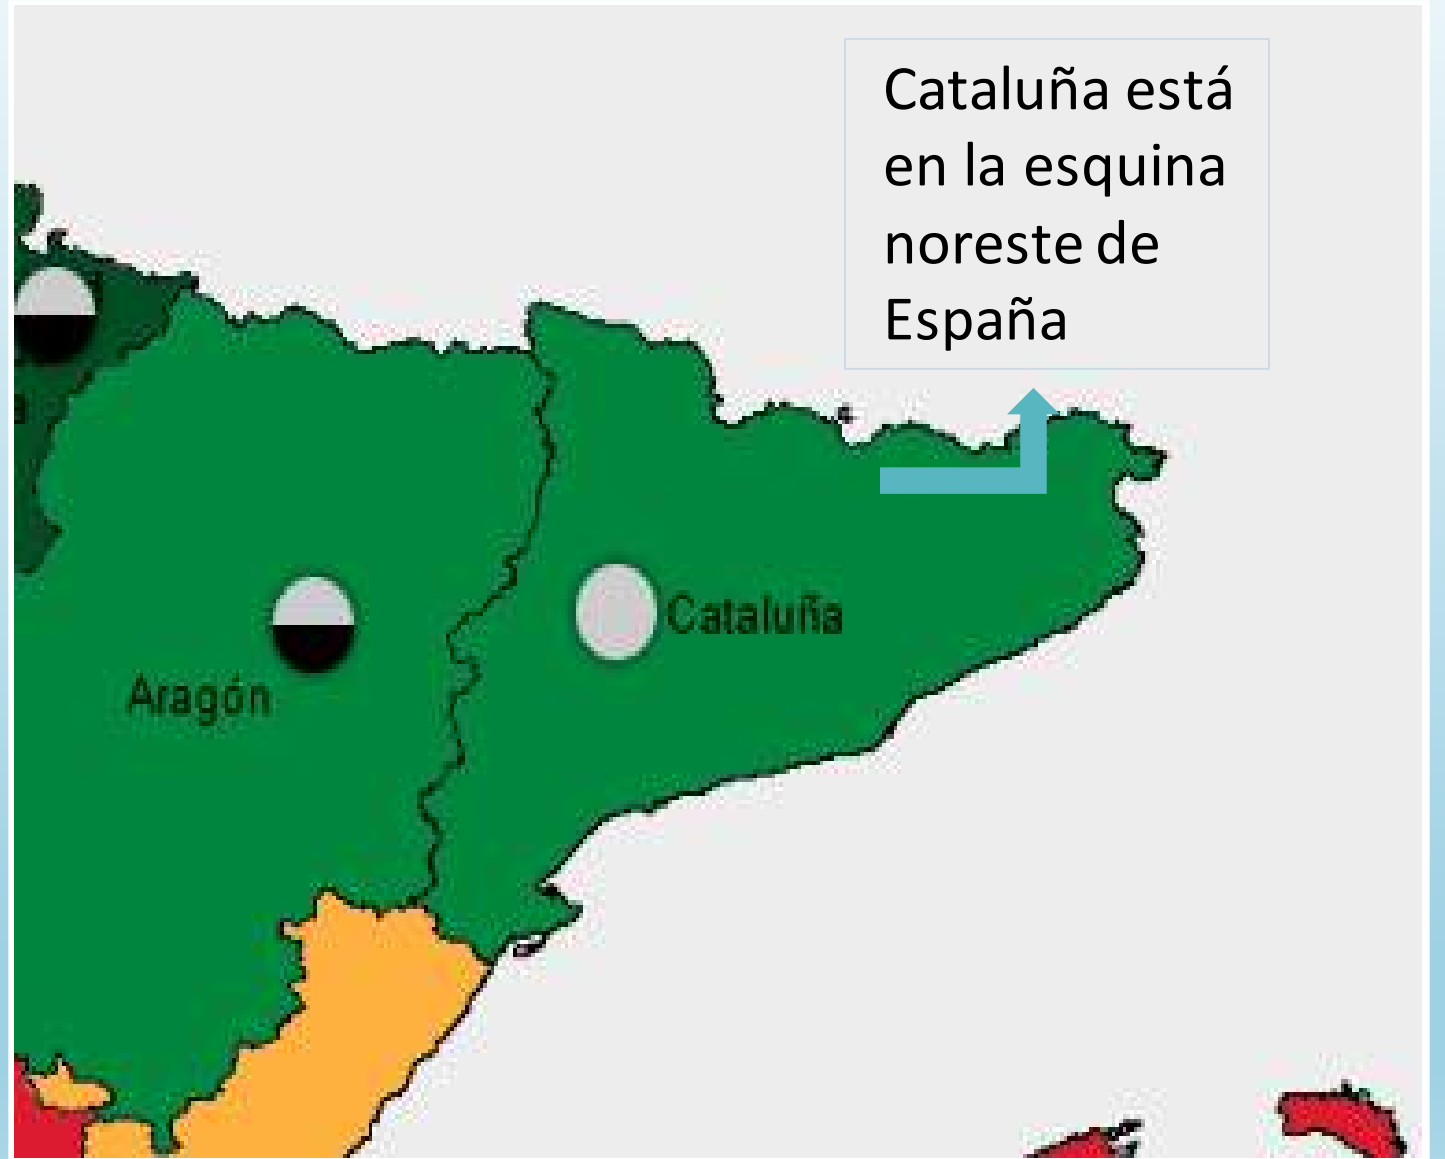 Cataluña está
en la esquina
noreste de
España
Cataluña
Aragón